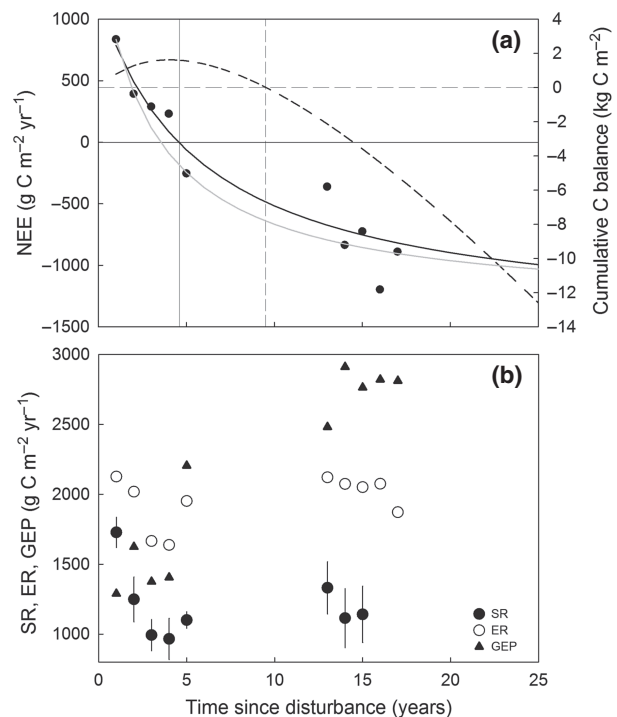 (a)
1000
500
0
–500
–1000
–1500
NEE (g C m−2 yr−1)
4
2
0
−2
−4
−6
−8
−10
−12
−14
Cumulative C balance (kg C m−2)
(b)
3000
2500
2000
1500
1000
SR, ER, GEP (g C m−2 yr−1)
SR
ER
GEP
0 5 10 15 20 25
Time since disturbance (years)